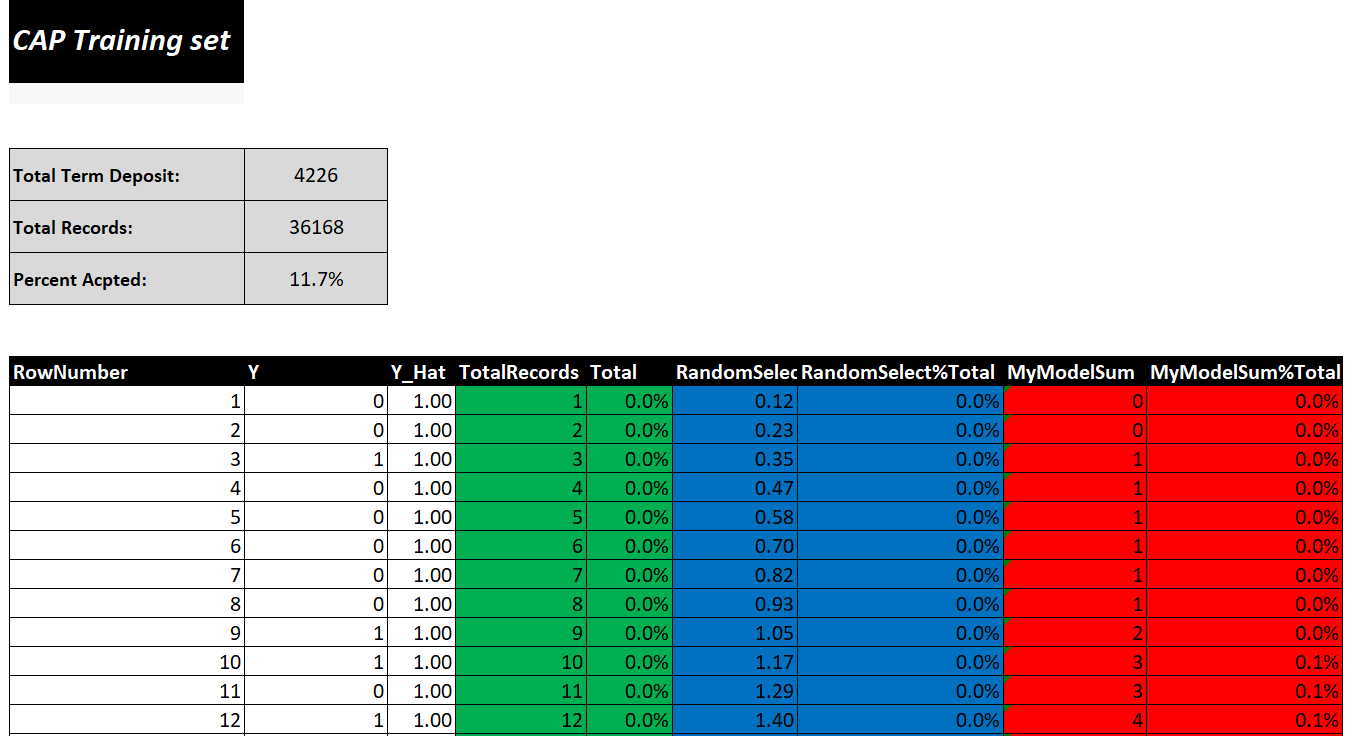 CAP Training set
Total Term Deposit: 4226
Total Records: 36168
Percent Acpted: 11.7%
RowNumber Y Y_Hat TotalRecords Total RandomSelec RandomSelect%Total MyModelSum MyModelSum%Total
1 0 1.00 1 0.0% 0.12 0.0% 0 0.0%
2 0 1.00 2 0.0% 0.23 0.0% 0 0.0%
3 1 1.00 3 0.0% 0.35 0.0% 1 0.0%
4 0 1.00 4 0.0% 0.47 0.0% 1 0.0%
5 0 1.00 5 0.0% 0.58 0.0% 1 0.0%
6 0 1.00 6 0.0% 0.70 0.0% 1 0.0%
7 0 1.00 7 0.0% 0.82 0.0% 1 0.0%
8 0 1.00 8 0.0% 0.93 0.0% 1 0.0%
9 1 1.00 9 0.0% 1.05 0.0% 2 0.0%
10 1 1.00 10 0.0% 1.17 0.0% 3 0.1%
11 0 1.00 11 0.0% 1.29 0.0% 3 0.1%
12 1 1.00 12 0.0% 1.40 0.0% 4 0.1%